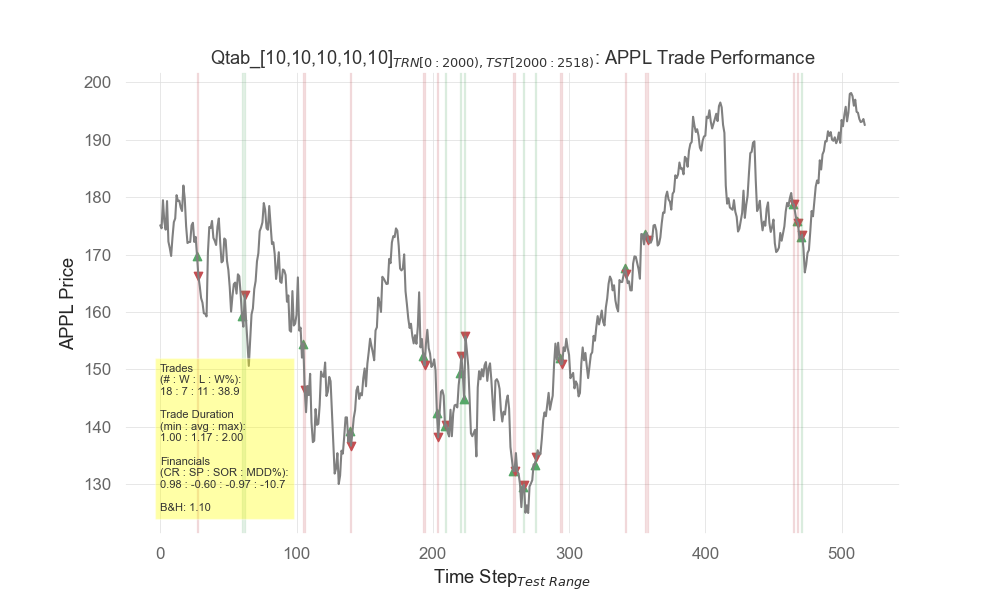 Qtab_[10,10,10,10,10]TRN[0 : 2000), TST[2000 : 2518): APPL Trade Performance
200
190
180
170
160
150
140
130
APPL Price
Trades
(# : W : L : W%):
18 : 7 : 11 : 38.9
Trade Duration
(min : avg : max):
1.00 : 1.17 : 2.00
Financials
(CR : SP : SOR : MDD%):
0.98 : -0.60 : -0.97 : -10.7
B&H: 1.10
0 100 200 300 400 500
Time StepTest Range